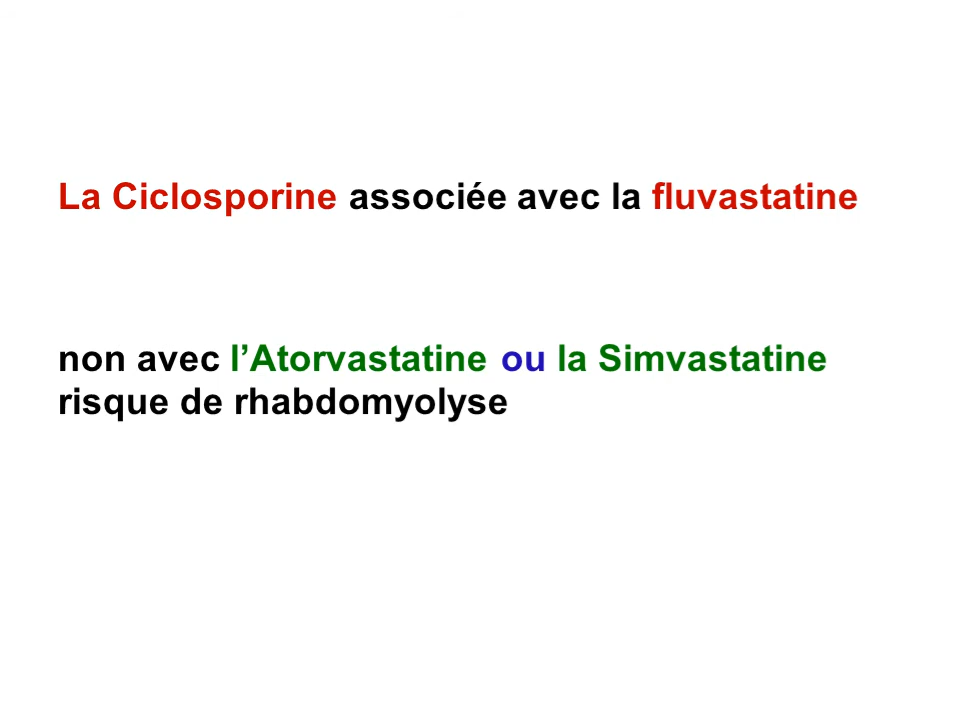 La Ciclosporine associée avec la fluvastatine
non avec l’Atorvastatine ou la Simvastatine
risque de rhabdomyolyse